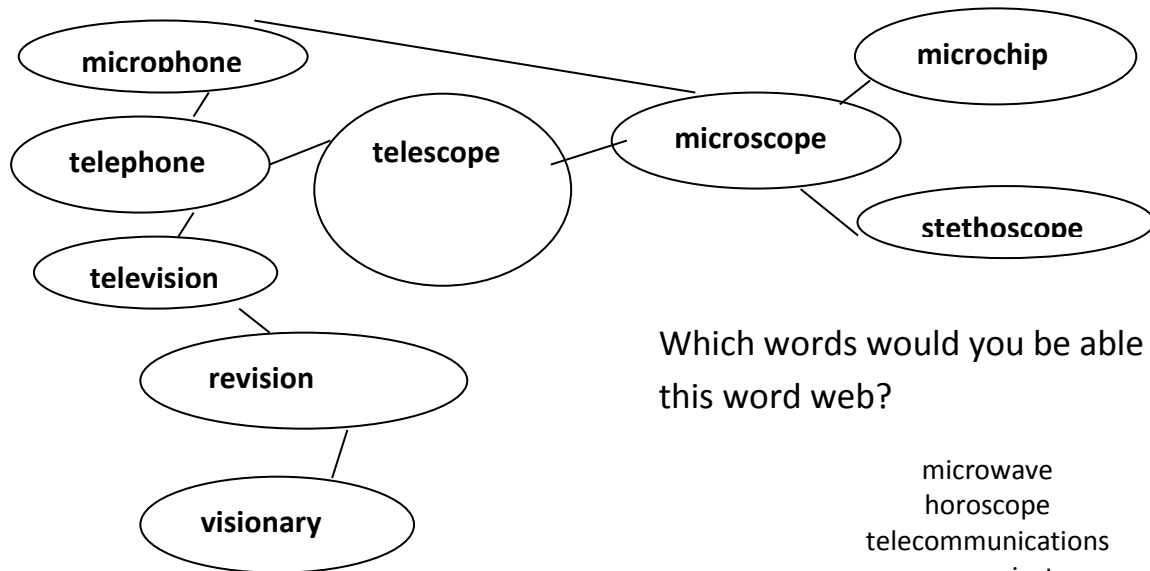 microphone
microchip
telephone
telescope
microscope
stethoscope
television
revision
visionary
Which words would you be able
this word web?
microwave
horoscope
telecommunications